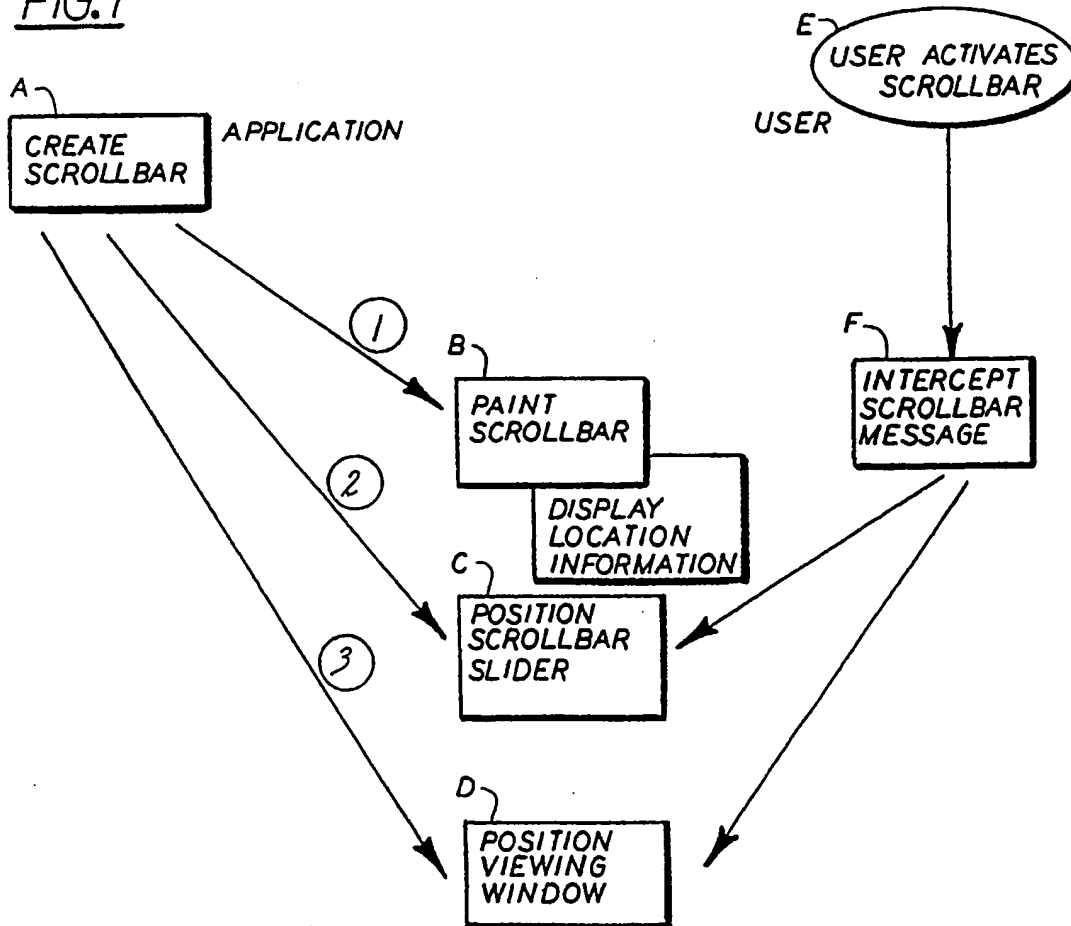 FIG. 7
E
USER ACTIVATES
SCROLLBAR
USER
A
CREATE
SCROLLBAR
APPLICATION
1
B
PAINT
SCROLLBAR
F
INTERCEPT
SCROLLBAR
MESSAGE
2
DISPLAY
LOCATION
INFORMATION
C
POSITION
SCROLLBAR
SLIDER
3
D
POSITION
VIEWING
WINDOW